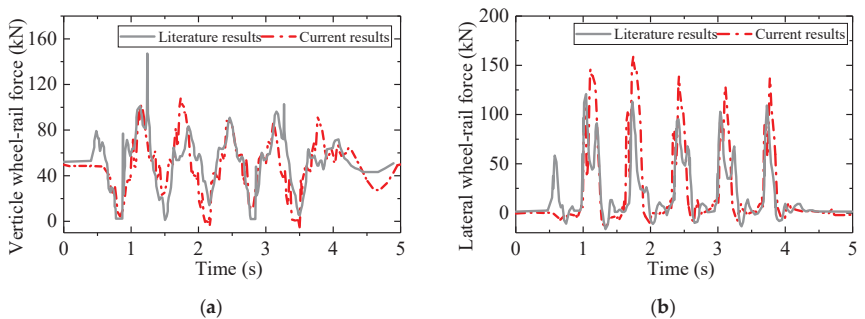 160
120
80
40
0
Verticle wheel-rail force (kN)
Literature results
Current results
0 1 2 3 4 5
Time (s)
(a)
200
150
100
50
0
Lateral wheel-rail force (kN)
Literature results
Current results
0 1 2 3 4 5
Time (s)
(b)